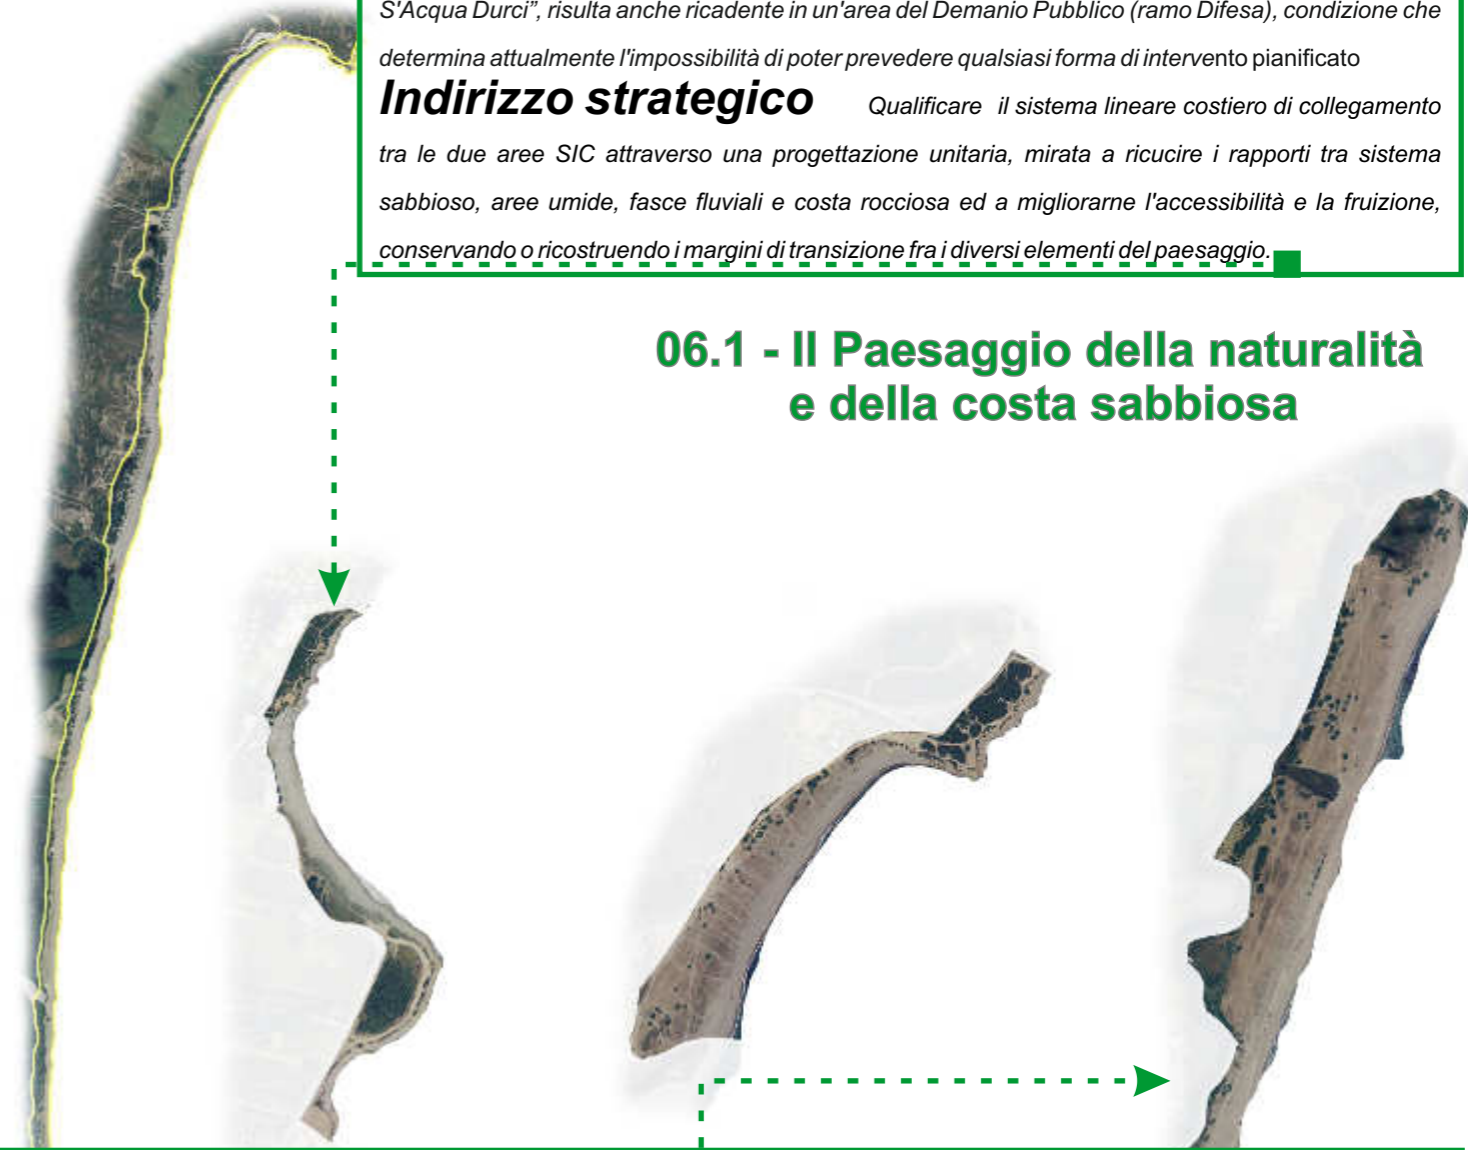 S'Acqua Durci”, risulta anche ricadente in un'area del Demanio Pubblico (ramo Difesa), condizione che
determina attualmente l'impossibilità di poter prevedere qualsiasi forma di intervento pianificato
Indirizzo strategico Qualificare il sistema lineare costiero di collegamento
tra le due aree SIC attraverso una progettazione unitaria, mirata a ricucire i rapporti tra sistema
sabbioso, aree umide, fasce fluviali e costa rocciosa ed a migliorarne l'accessibilità e la fruizione,
conservando o ricostruendo i margini di transizione fra i diversi elementi del paesaggio.
06.1 - Il Paesaggio della naturalità
e della costa sabbiosa